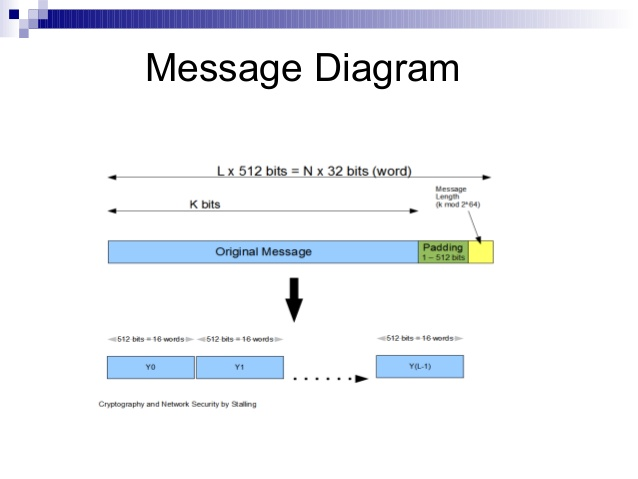 Message Diagram
L x 512 bits = N x 32 bits (word)
Message
Length
(k mod 2^64)
K bits
Original Message
Padding
1 – 512 bits
512 bits = 16 words
512 bits = 16 words
512 bits = 16 words
Y0
Y1
Y(L-1)
Cryptography and Network Security by Stalling